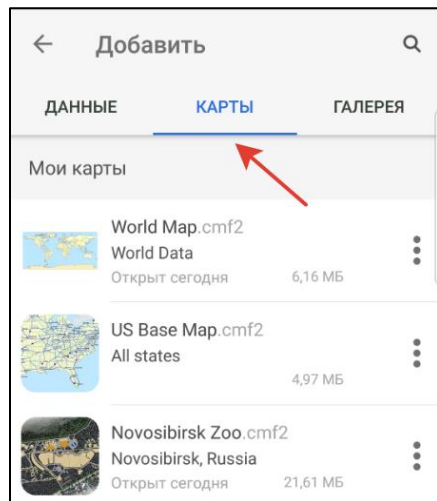 Добавить
ДАННЫЕ КАРТЫ ГАЛЕРЕЯ
Мои карты
World Map.cmf2
World Data
Открыт сегодня 6,16 МБ
US Base Map.cmf2
All states
4,97 МБ
Novosibirsk Zoo.cmf2
Novosibirsk, Russia
Открыт сегодня 21,61 МБ